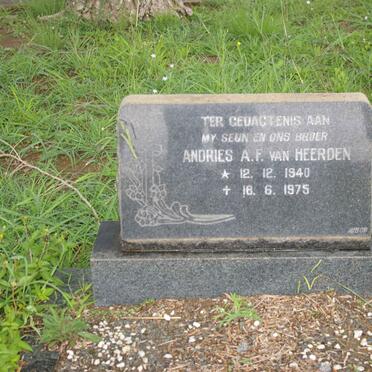 TER GEDAGTENIS AAN
MY SEUN EN ONS BROER
ANDRIES A.F. VAN HEERDEN
★ 12. 12. 1940
✝ 16. 6. 1975